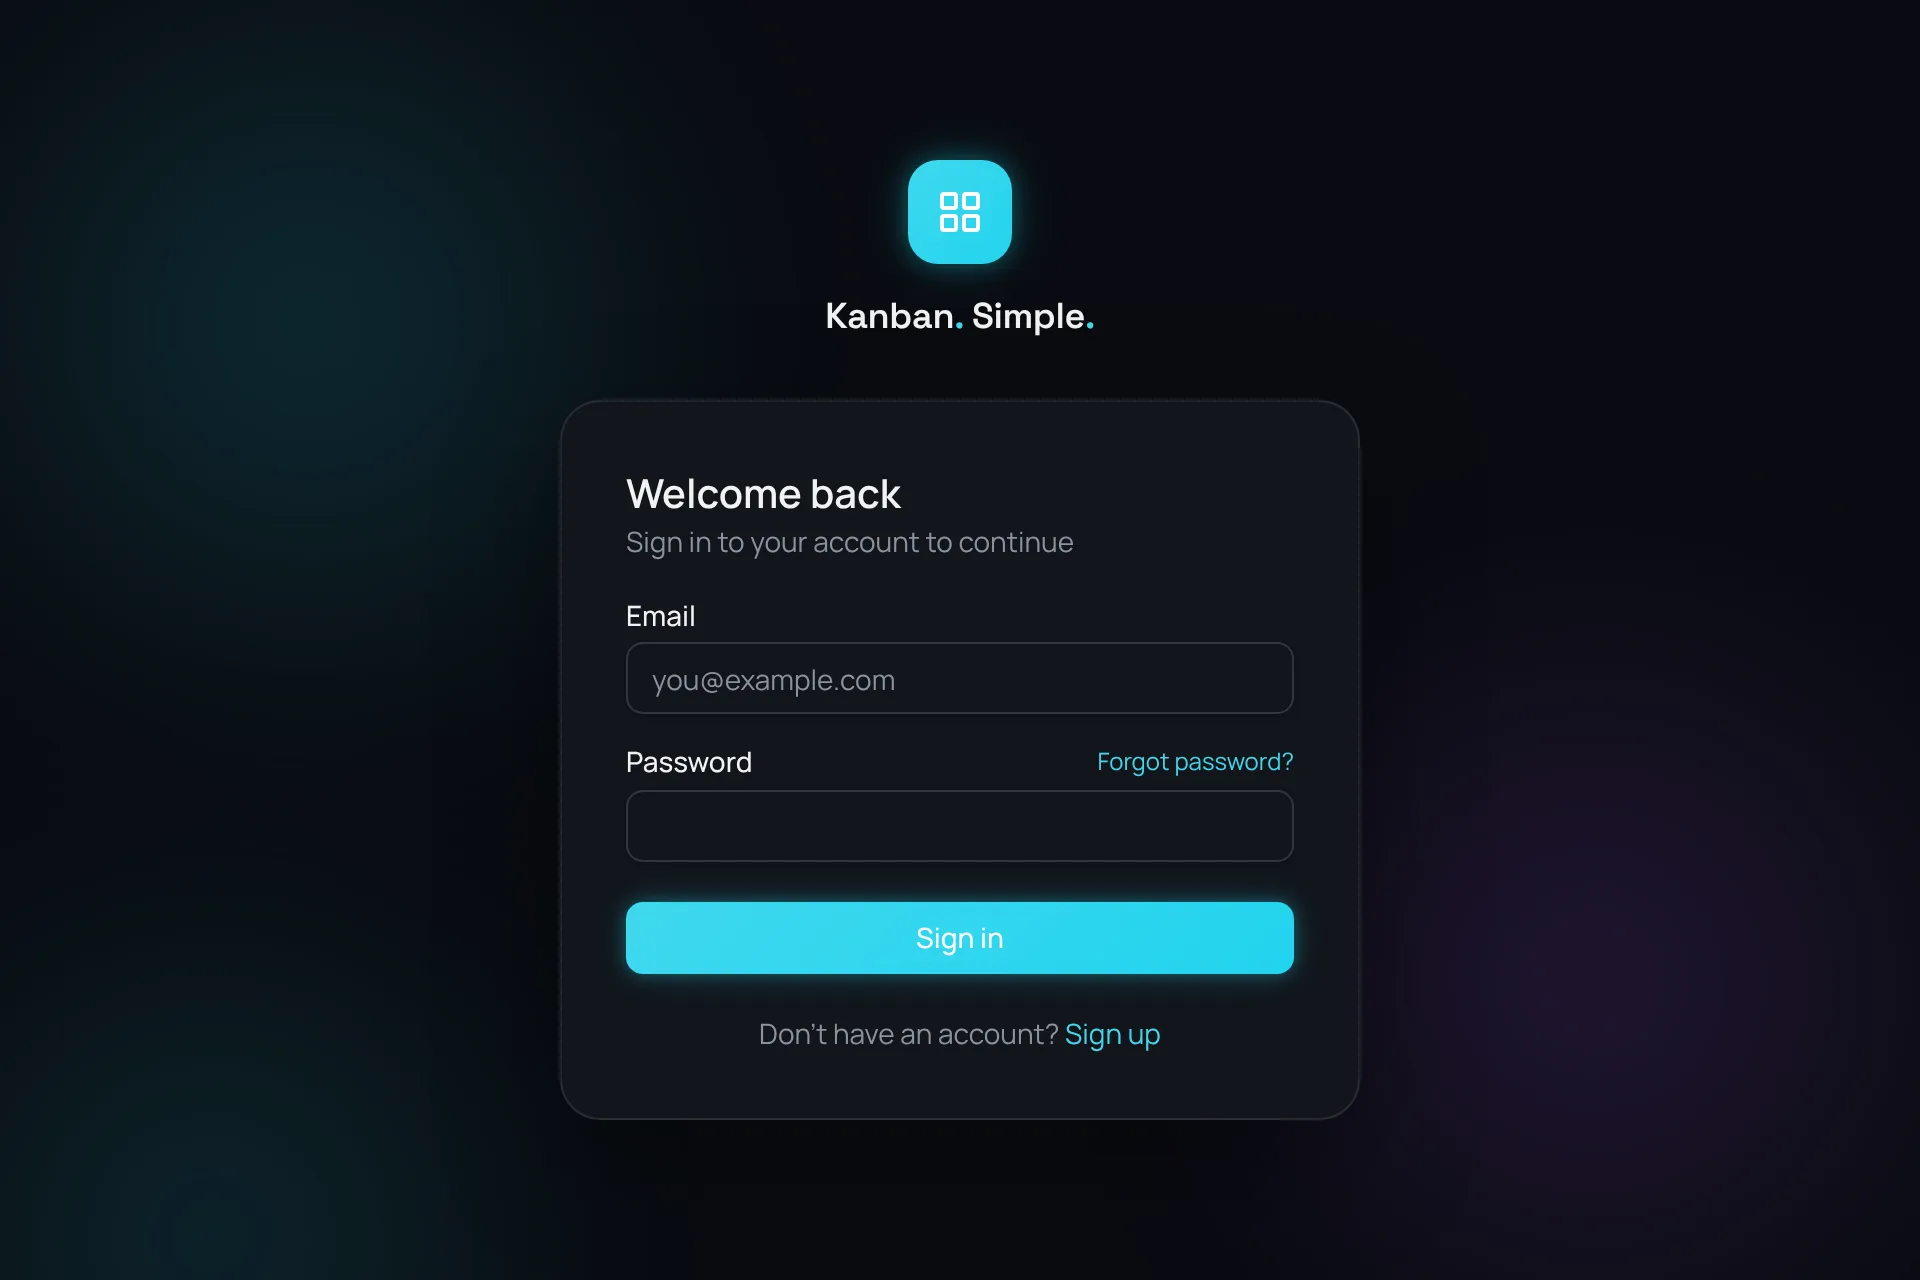 Kanban. Simple.
Welcome back
Sign in to your account to continue
Email
you@example.com
Password Forgot password?
Sign in
Don’t have an account? Sign up